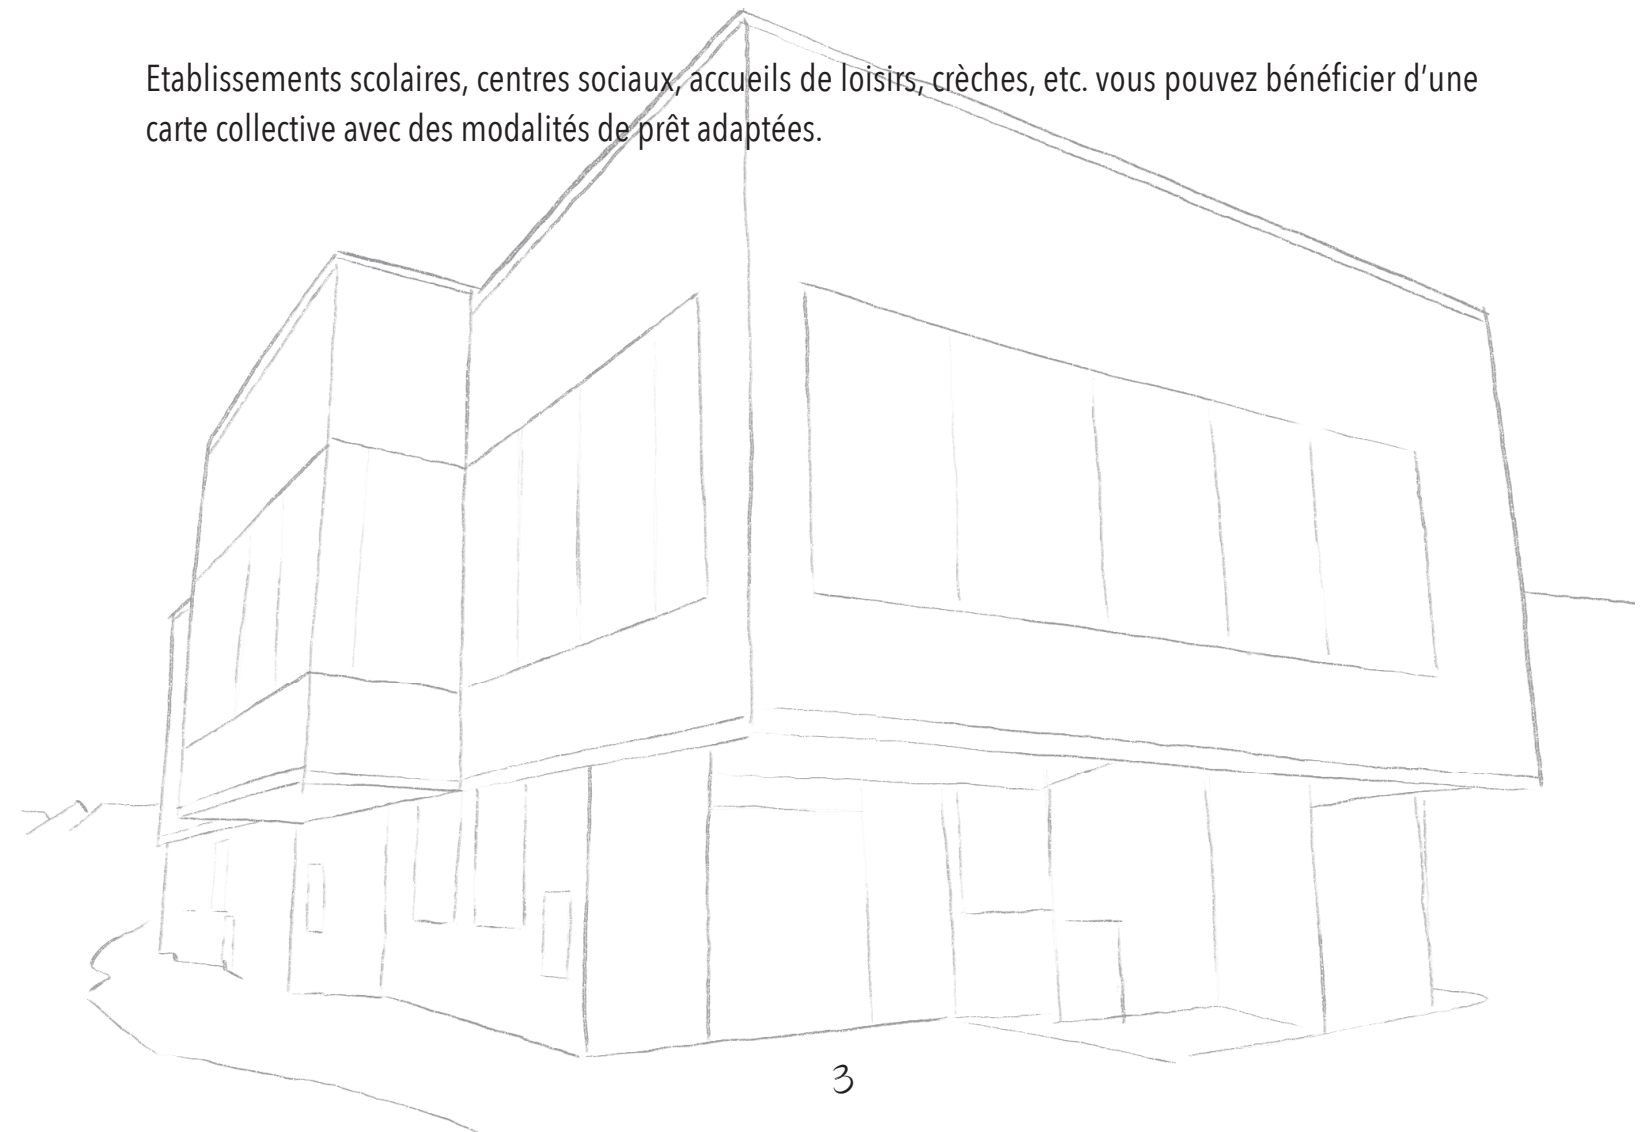 Etablissements scolaires, centres sociaux, accueils de loisirs, crèches, etc. vous pouvez bénéficier d’une
carte collective avec des modalités de prêt adaptées.
3